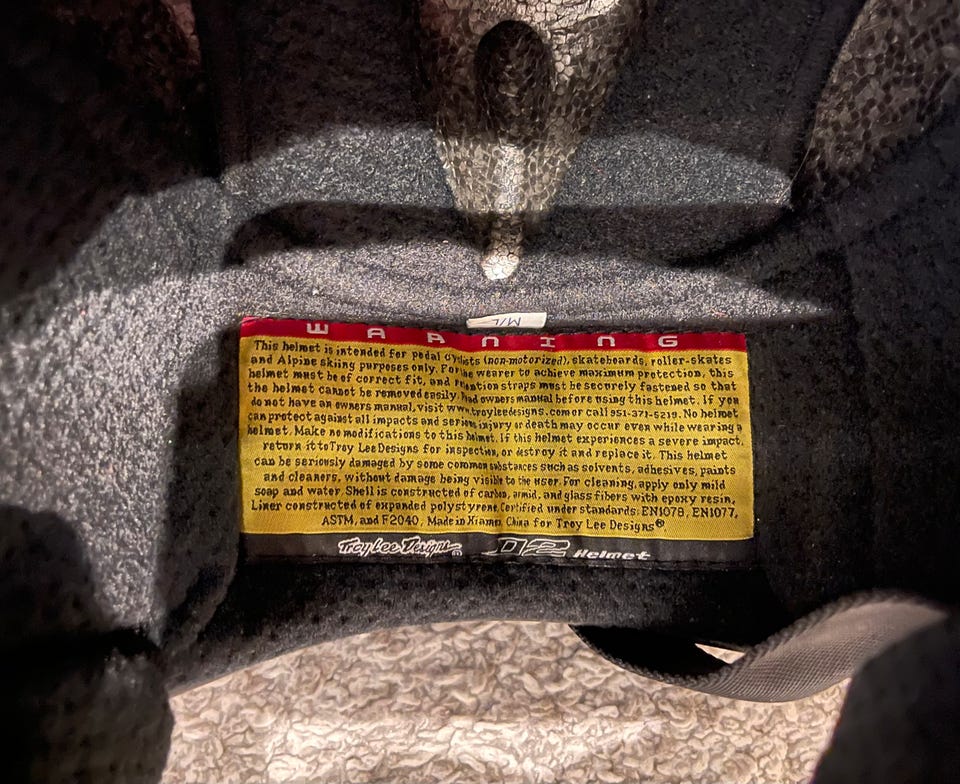 M/L
WARNING
This helmet is intended for pedal cyclists (non-motorized), skateboards, roller-skates
and Alpine skiing purposes only. For the wearer to achieve maximum protection, this
helmet must be of correct fit, and retention straps must be securely fastened so that
the helmet cannot be removed easily. Read owners manual before using this helmet. If you
do not have an owners manual, visit www.troyleedesigns.com or call 951-371-5219. No helmet
can protect against all impacts and serious injury or death may occur even while wearing a
helmet. Make no modifications to this helmet. If this helmet experiences a severe impact,
return it to Troy Lee Designs for inspection, or destroy it and replace it. This helmet
can be seriously damaged by some common substances such as solvents, adhesives, paints
and cleaners, without damage being visible to the user. For cleaning, apply only mild
soap and water. Shell is constructed of carbon, armid, and glass fibers with epoxy resin,
Liner constructed of expanded polystyrene. Certified under standards: EN1078, EN1077,
ASTM, and F2040, Made in Xiamen, China for Troy Lee Designs®
Troy Lee Designs® D2 Helmet